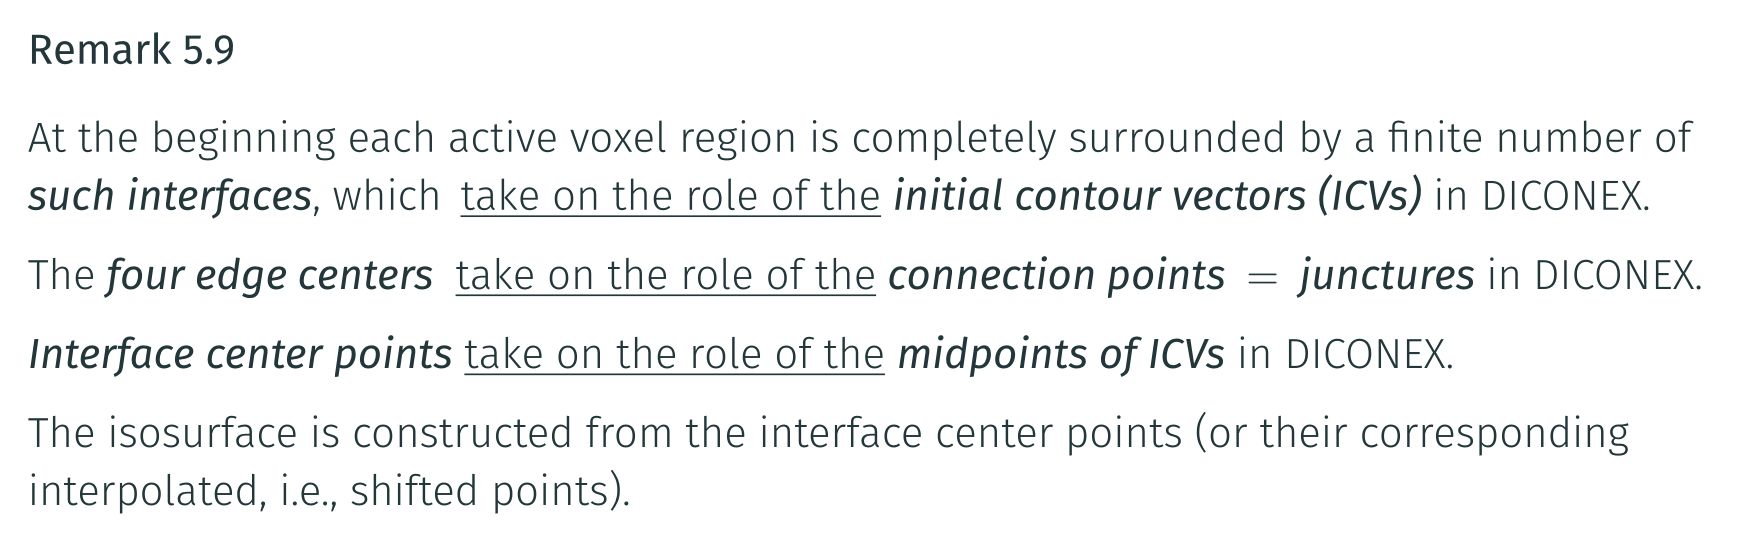 Remark 5.9
At the beginning each active voxel region is completely surrounded by a finite number of
such interfaces, which take on the role of the initial contour vectors (ICVs) in DICONEX.
The four edge centers take on the role of the connection points = junctures in DICONEX.
Interface center points take on the role of the midpoints of ICVs in DICONEX.
The isosurface is constructed from the interface center points (or their corresponding
interpolated, i.e., shifted points).